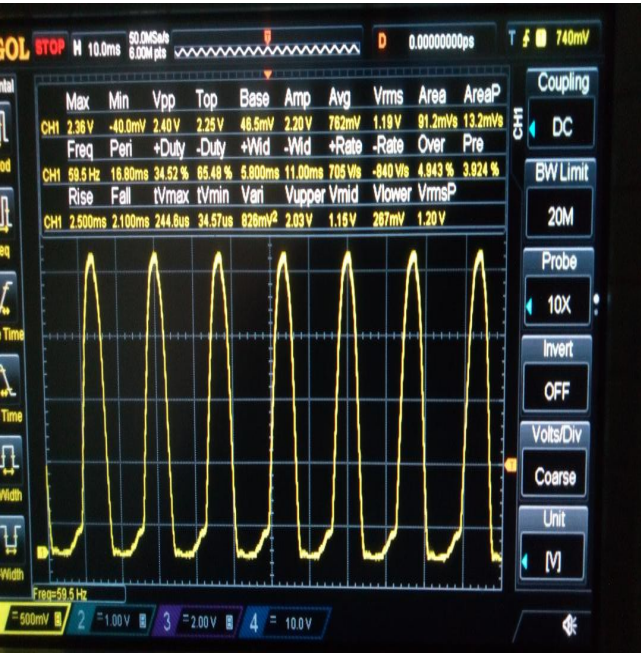 GOL STOP H 10.0ms 50.0MSa/s 6.00M pts D 0.00000000ps T 740mV
Max Min Vpp Top Base Amp Avg Vrms Area AreaP
CH1 2.36 V -40.0mV 2.40 V 2.25 V 46.5mV 2.20 V 762mV 1.19 V 91.2mVs 13.2mVs
Freq Peri +Duty -Duty +Wid -Wid +Rate -Rate Over Pre
CH1 59.5 Hz 16.80ms 34.52 % 65.48 % 5.800ms 11.00ms 705 V/s -840 V/s 4.943 % 3.924 %
Rise Fall tVmax tVmin Vari Vupper Vmid Vlower VrmsP
CH1 2.500ms 2.100ms 244.6us 34.57us 826mV² 2.03 V 1.15 V 267mV 1.20 V
CH1
Coupling
DC
BW Limit
20M
Probe
10X
Invert
OFF
Volts/Div
Coarse
Unit
[V]
ntal
od
eq
Time
Time
Width
-Width
Freq=59.5 Hz
500mV B 2 1.00 V B 3 2.00 V B 4 10.0 V